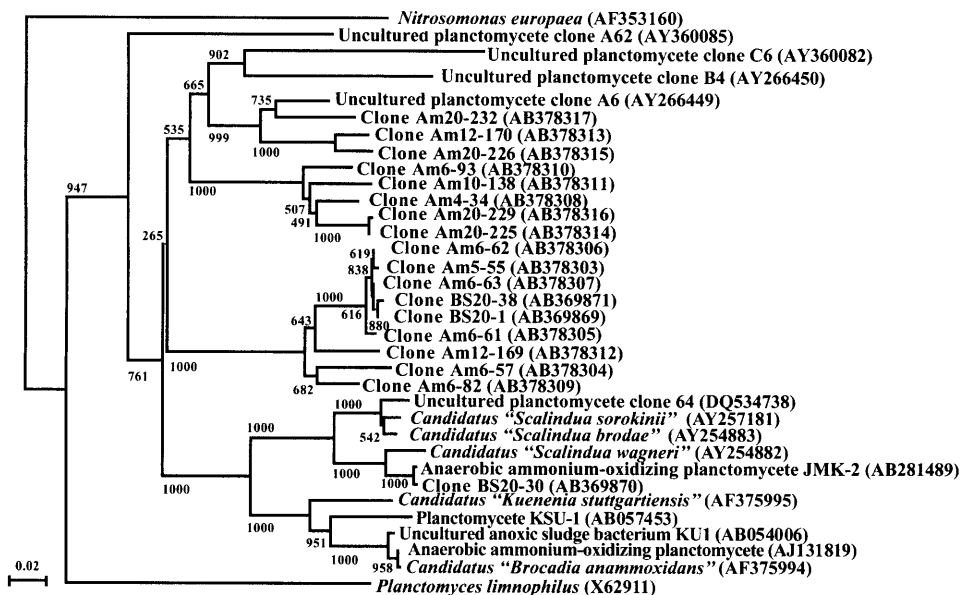 Nitrosomonas europaea (AF353160)
Uncultured planctomycete clone A62 (AY360085)
902
Uncultured planctomycete clone C6 (AY360082)
Uncultured planctomycete clone B4 (AY266450)
665
735
Uncultured planctomycete clone A6 (AY266449)
Clone Am20-232 (AB378317)
535
999
Clone Am12-170 (AB378313)
1000
Clone Am20-226 (AB378315)
Clone Am6-93 (AB378310)
1000
Clone Am10-138 (AB378311)
947
Clone Am4-34 (AB378308)
507
Clone Am20-229 (AB378316)
491
1000
Clone Am20-225 (AB378314)
265
Clone Am6-62 (AB378306)
619
Clone Am5-55 (AB378303)
838
Clone Am6-63 (AB378307)
1000
Clone BS20-38 (AB369871)
616
Clone BS20-1 (AB369869)
643
880
Clone Am6-61 (AB378305)
Clone Am12-169 (AB378312)
761
1000
Clone Am6-57 (AB378304)
682
Clone Am6-82 (AB378309)
1000
Uncultured planctomycete clone 64 (DQ534738)
Candidatus “Scalindua sorokinii” (AY257181)
1000
542
Candidatus “Scalindua brodae” (AY254883)
Candidatus “Scalindua wagneri” (AY254882)
1000
Anaerobic ammonium-oxidizing planctomycete JMK-2 (AB281489)
1000
1000
Clone BS20-30 (AB369870)
Candidatus “Kuenenia stuttgartiensis” (AF375995)
1000
Planctomycete KSU-1 (AB057453)
951
Uncultured anoxic sludge bacterium KU1 (AB054006)
1000
Anaerobic ammonium-oxidizing planctomycete (AJ131819)
958
Candidatus “Brocadia anammoxidans” (AF375994)
0.02
Planctomyces limnophilus (X62911)